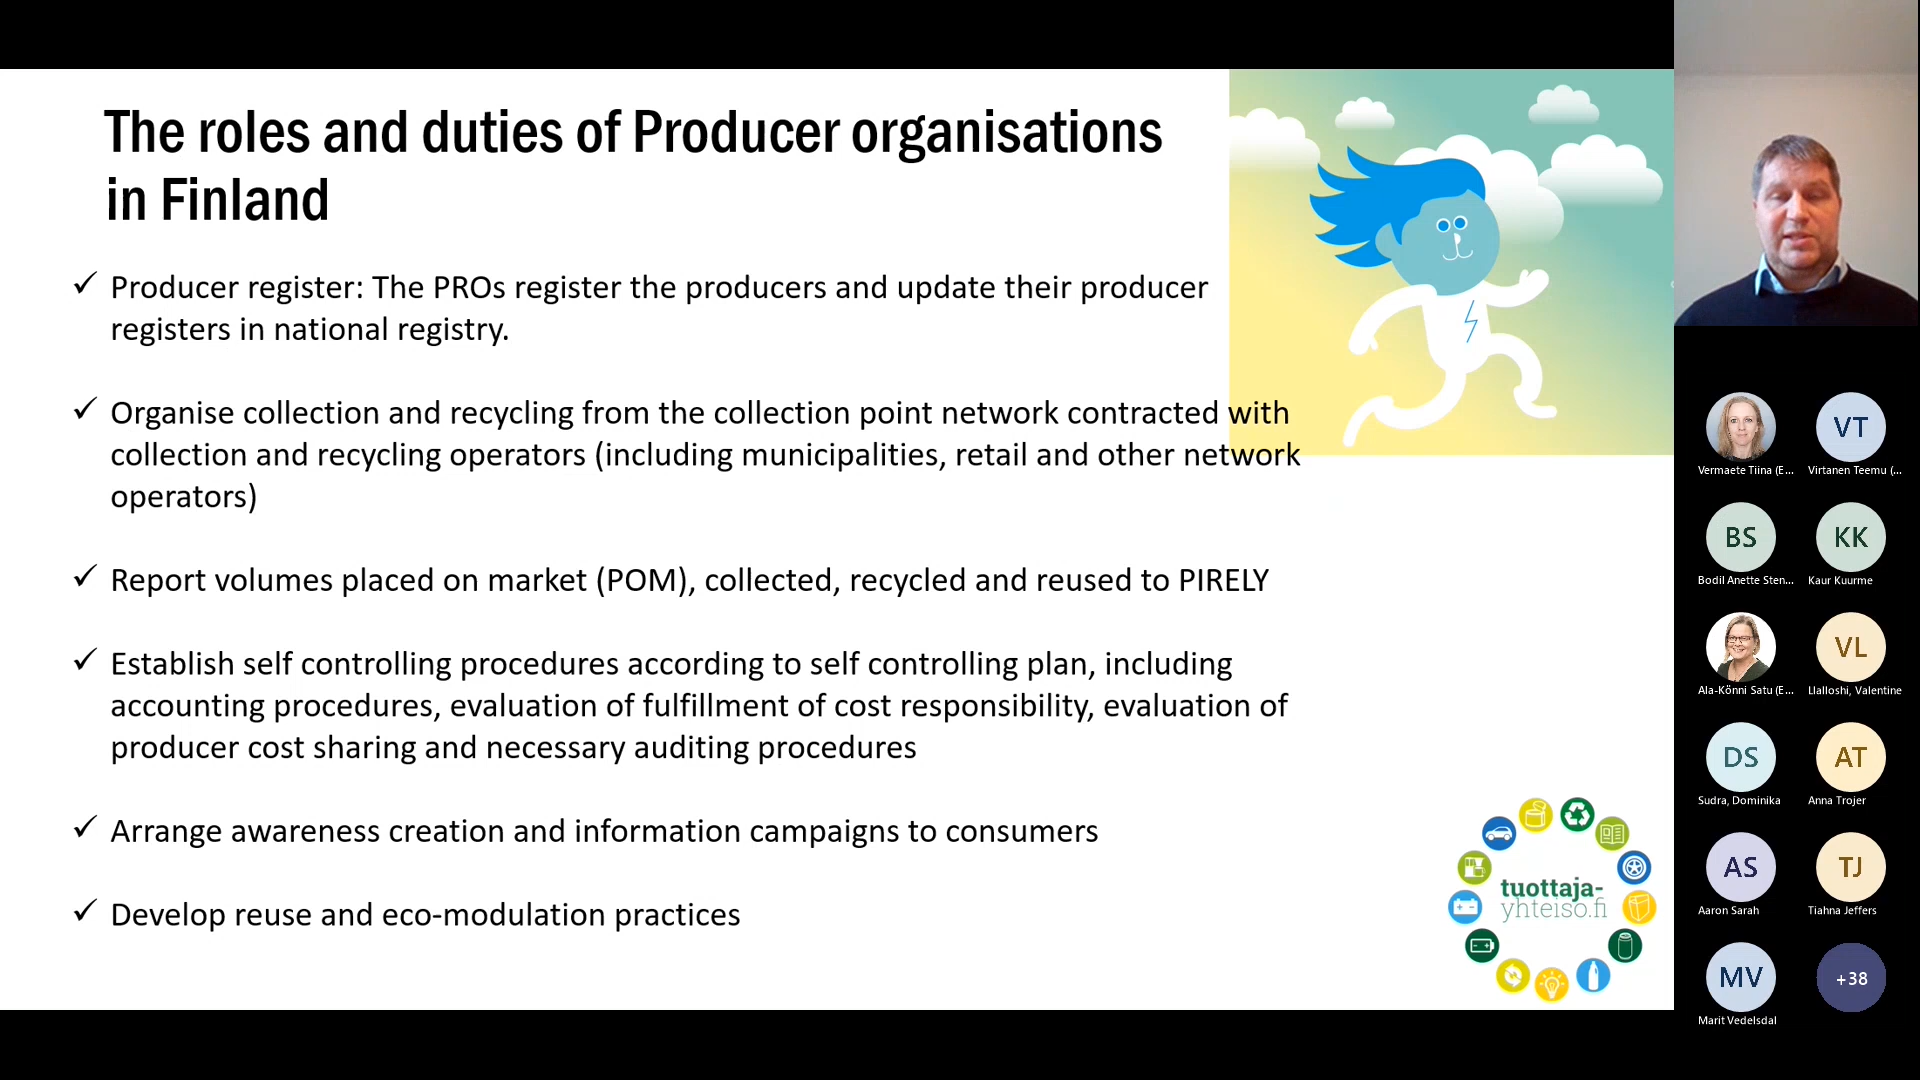 The roles and duties of Producer organisations
in Finland
✓ Producer register: The PROs register the producers and update their producer
registers in national registry.
✓ Organise collection and recycling from the collection point network contracted with
collection and recycling operators (including municipalities, retail and other network
operators)
✓ Report volumes placed on market (POM), collected, recycled and reused to PIRELY
✓ Establish self controlling procedures according to self controlling plan, including
accounting procedures, evaluation of fulfillment of cost responsibility, evaluation of
producer cost sharing and necessary auditing procedures
✓ Arrange awareness creation and information campaigns to consumers
✓ Develop reuse and eco-modulation practices
tuottaja-
yhteiso.fi
VT
Vermaete Tiina (E...
Virtanen Teemu (...
BS
KK
Bodil Anette Sten...
Kaur Kuurme
VL
Ala-Könni Satu (E...
Llalloshi, Valentine
DS
AT
Sudra, Dominika
Anna Trojer
AS
TJ
Aaron Sarah
Tiahna Jeffers
MV
+38
Marit Vedelsdal